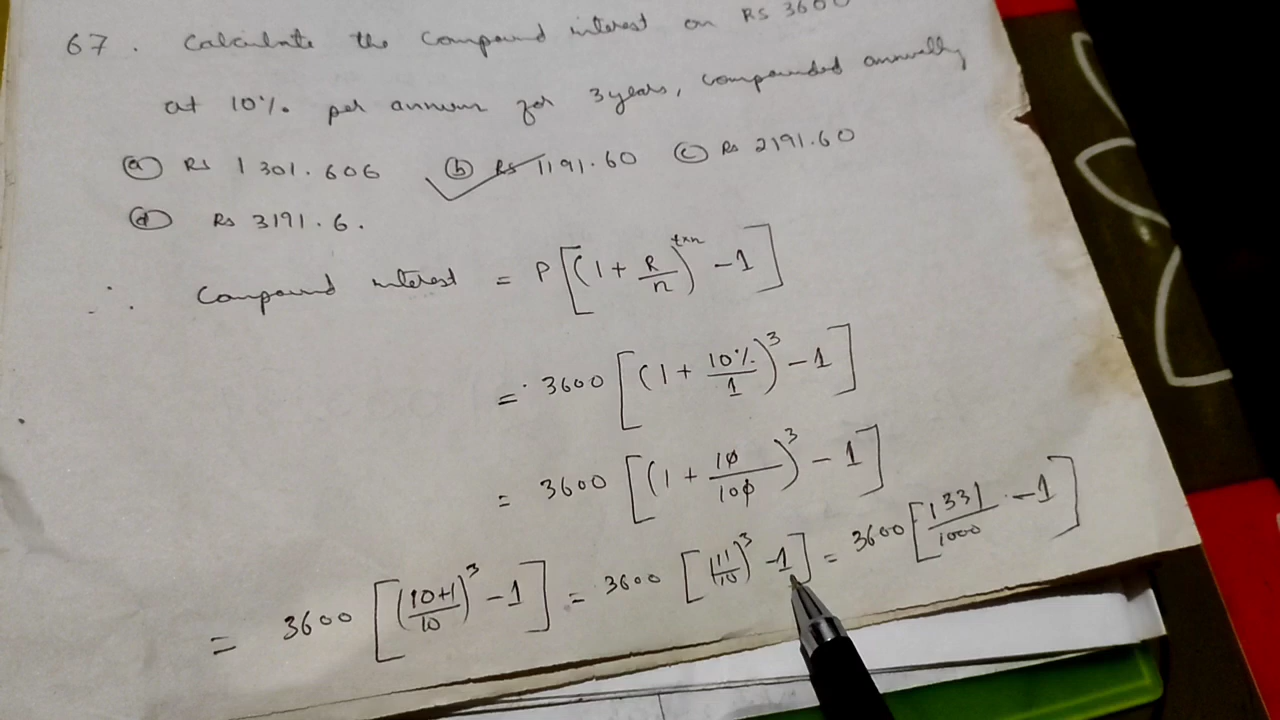 67. Calculate the Compound interest on RS 3600
at 10% per annum for 3 years, compounded annually
(a) Rs 1301.606 (b) Rs 1191.60 (c) Rs 2191.60
(d) Rs 3191.6.
∴ Compound interest = P[(1 + R/n)^t×n - 1]
= 3600[(1 + 10%/1)^3 - 1]
= 3600[(1 + 10/100)^3 - 1]
= 3600[(10+1/10)^3 - 1] = 3600[(11/10)^3 - 1] = 3600[1331/1000 - 1]